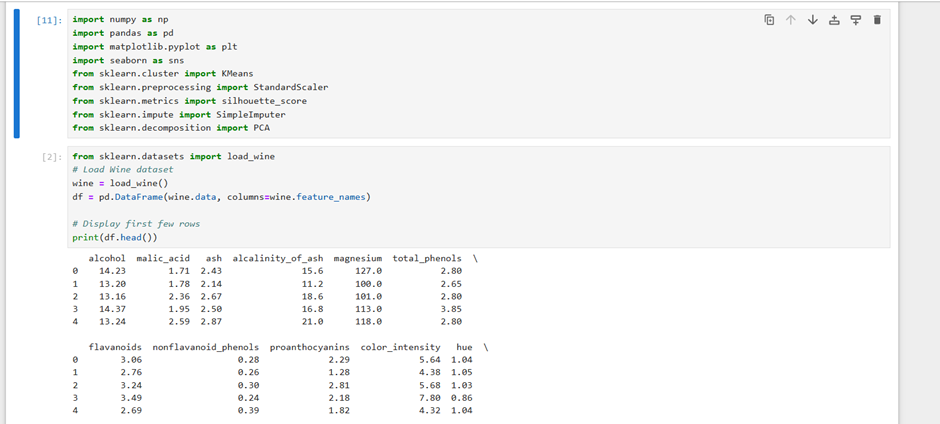 [11]: import numpy as np
import pandas as pd
import matplotlib.pyplot as plt
import seaborn as sns
from sklearn.cluster import KMeans
from sklearn.preprocessing import StandardScaler
from sklearn.metrics import silhouette_score
from sklearn.impute import SimpleImputer
from sklearn.decomposition import PCA
[2]: from sklearn.datasets import load_wine
# Load Wine dataset
wine = load_wine()
df = pd.DataFrame(wine.data, columns=wine.feature_names)
# Display first few rows
print(df.head())
alcohol malic_acid ash alcalinity_of_ash magnesium total_phenols \
0 14.23 1.71 2.43 15.6 127.0 2.80
1 13.20 1.78 2.14 11.2 100.0 2.65
2 13.16 2.36 2.67 18.6 101.0 2.80
3 14.37 1.95 2.50 16.8 113.0 3.85
4 13.24 2.59 2.87 21.0 118.0 2.80
flavanoids nonflavanoid_phenols proanthocyanins color_intensity hue \
0 3.06 0.28 2.29 5.64 1.04
1 2.76 0.26 1.28 4.38 1.05
2 3.24 0.30 2.81 5.68 1.03
3 3.49 0.24 2.18 7.80 0.86
4 2.69 0.39 1.82 4.32 1.04